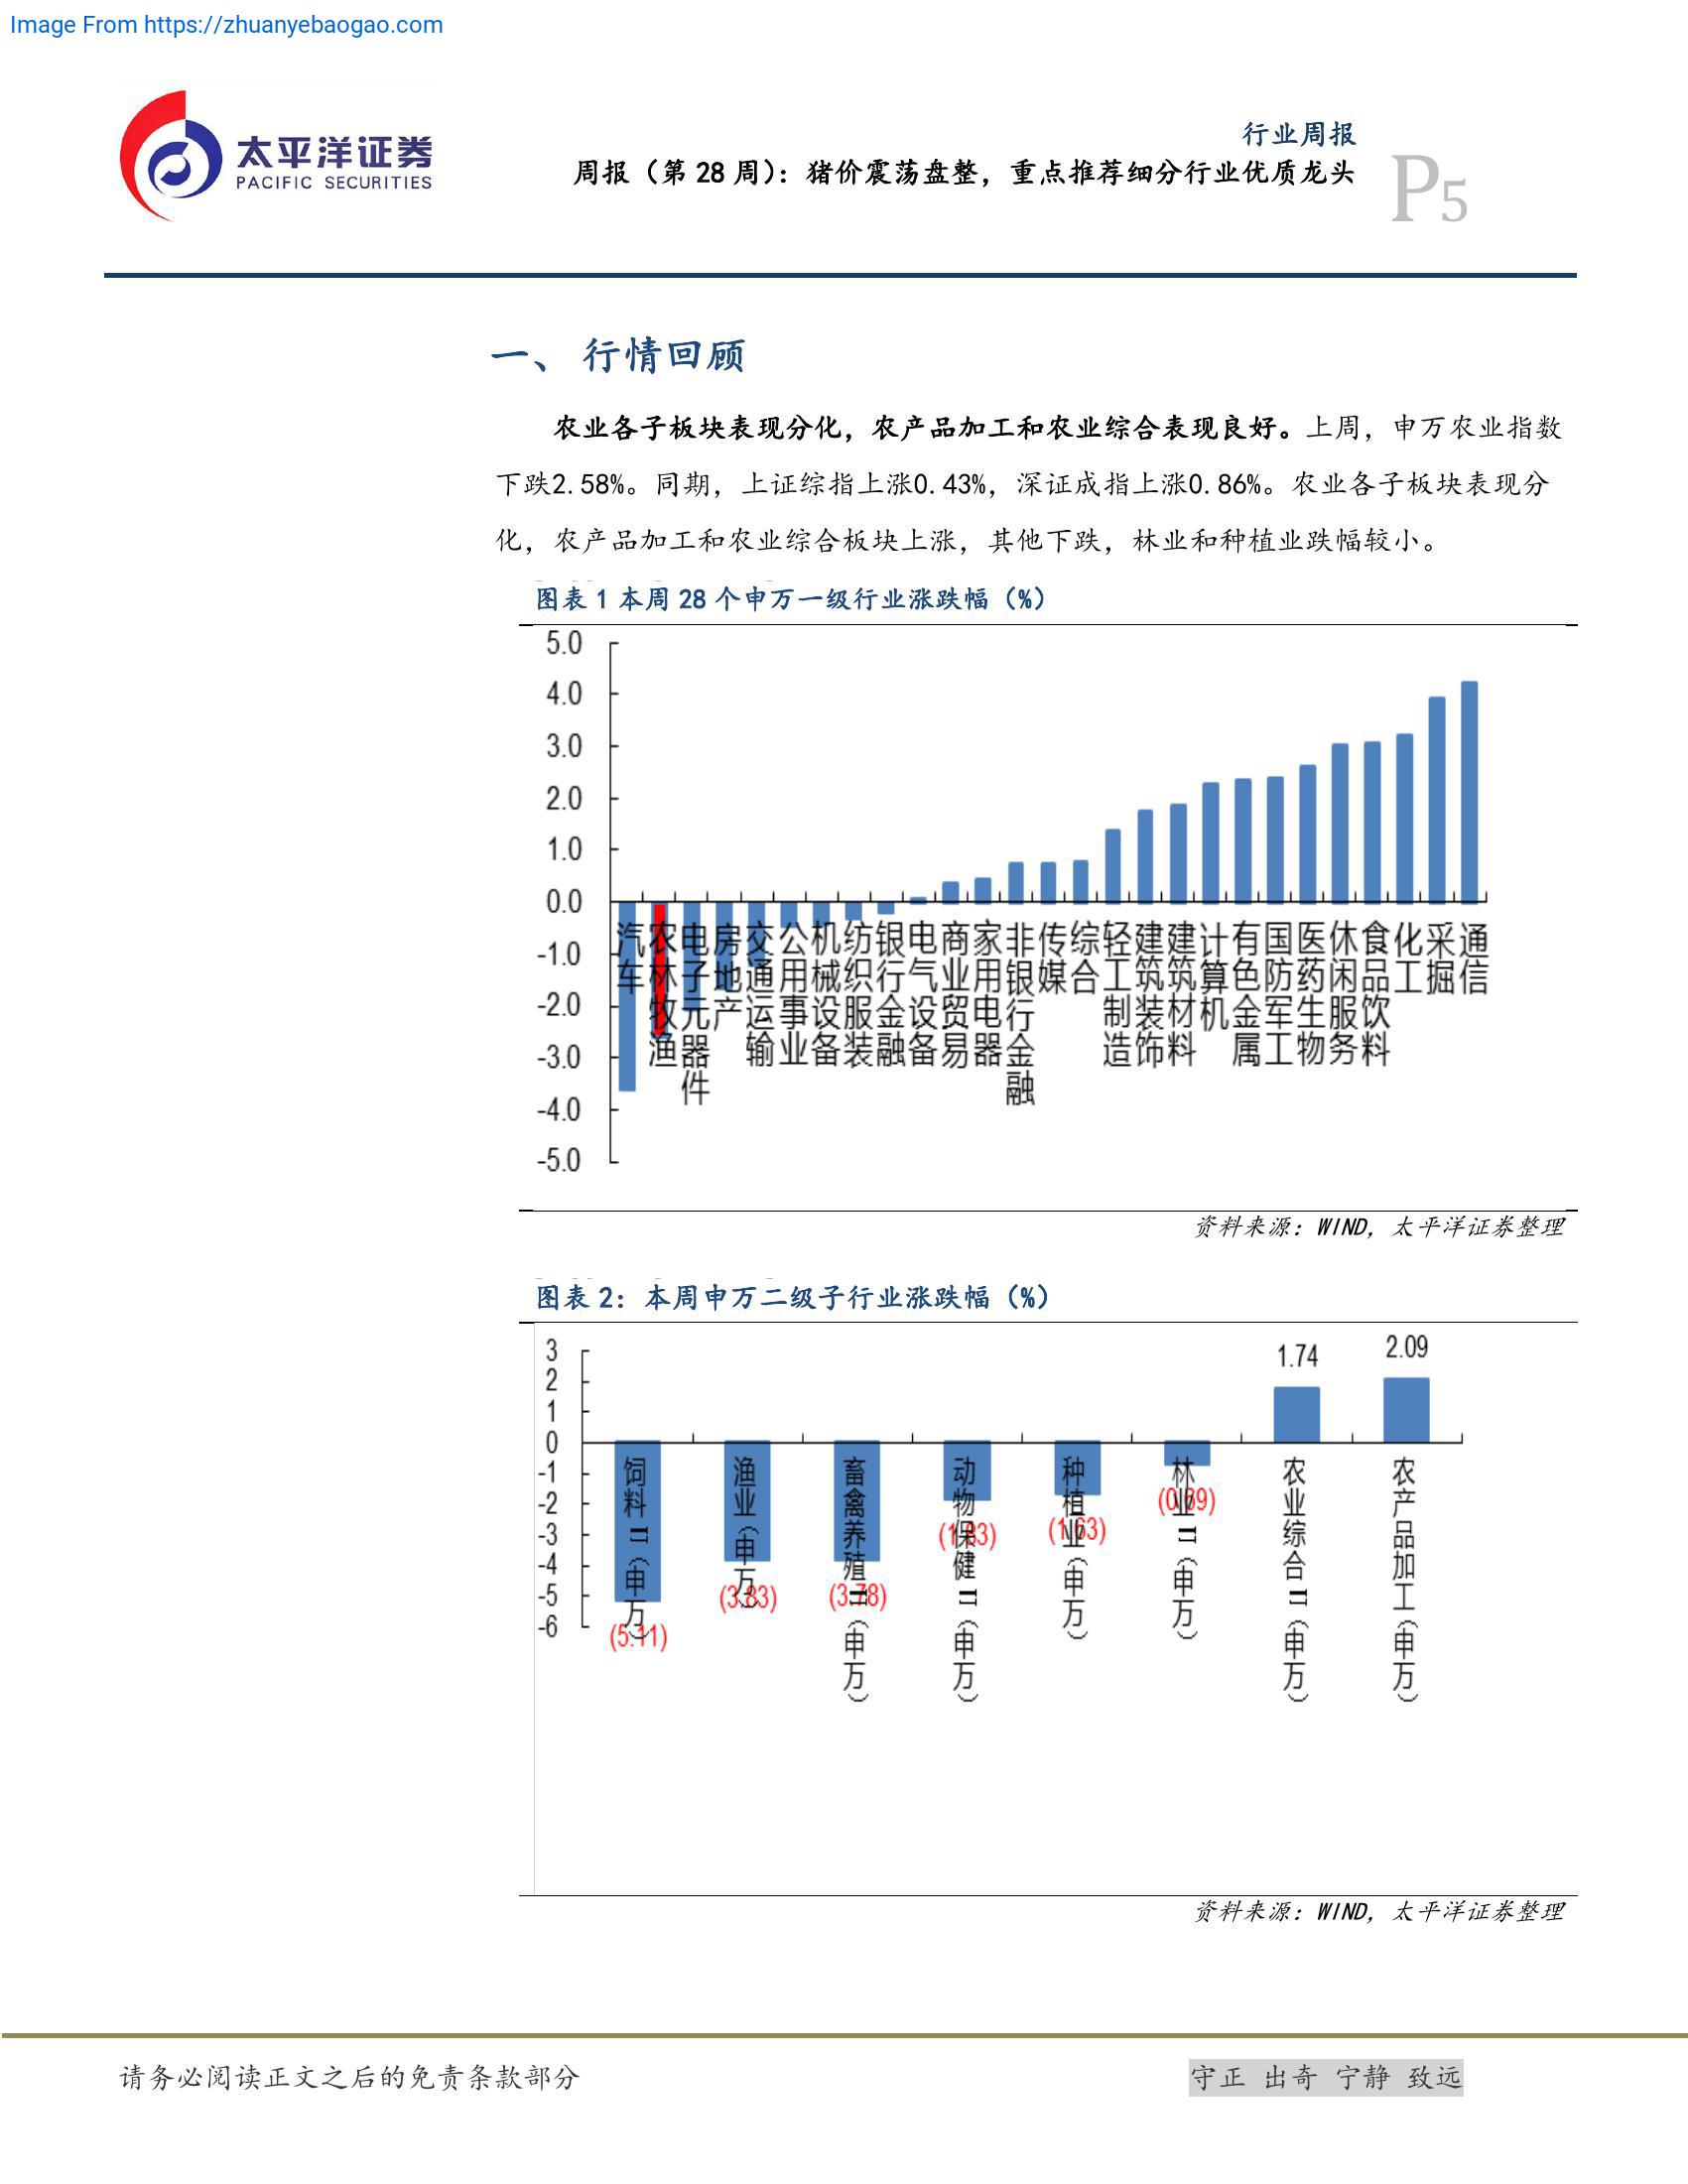 Image From https://zhuanyebaogao.com
太平洋证券
PACIFIC SECURITIES
行业周报
周报（第 28 周）：猪价震荡盘整，重点推荐细分行业优质龙头
P5
一、 行情回顾
农业各子板块表现分化，农产品加工和农业综合表现良好。上周，申万农业指数
下跌2.58%。同期，上证综指上涨0.43%，深证成指上涨0.86%。农业各子板块表现分
化，农产品加工和农业综合板块上涨，其他下跌，林业和种植业跌幅较小。
图表 1 本周 28 个申万一级行业涨跌幅（%）
5.0
4.0
3.0
2.0
1.0
0.0
-1.0
-2.0
-3.0
-4.0
-5.0
汽车
农林牧渔
电子元器件
房地产
交通运输
公用事业
机械设备
纺织服装
银行金融
电气设备
商业贸易
家用电器
非银行金融
传媒
综合
轻工制造
建筑装饰
建筑材料
计算机
有色金属
国防军工
医药生物
休闲服务
食品饮料
化工
采掘
通信
资料来源：WIND，太平洋证券整理
图表 2：本周申万二级子行业涨跌幅（%）
3
2
1
0
-1
-2
-3
-4
-5
-6
饲料II（申万）
(5.11)
渔业（申万）
(3.83)
畜禽养殖II（申万）
(3.78)
动物保健II（申万）
(1.83)
种植业（申万）
(1.63)
林业II（申万）
(0.69)
农业综合II（申万）
1.74
农产品加工（申万）
2.09
资料来源：WIND，太平洋证券整理
请务必阅读正文之后的免责条款部分
守正 出奇 宁静 致远